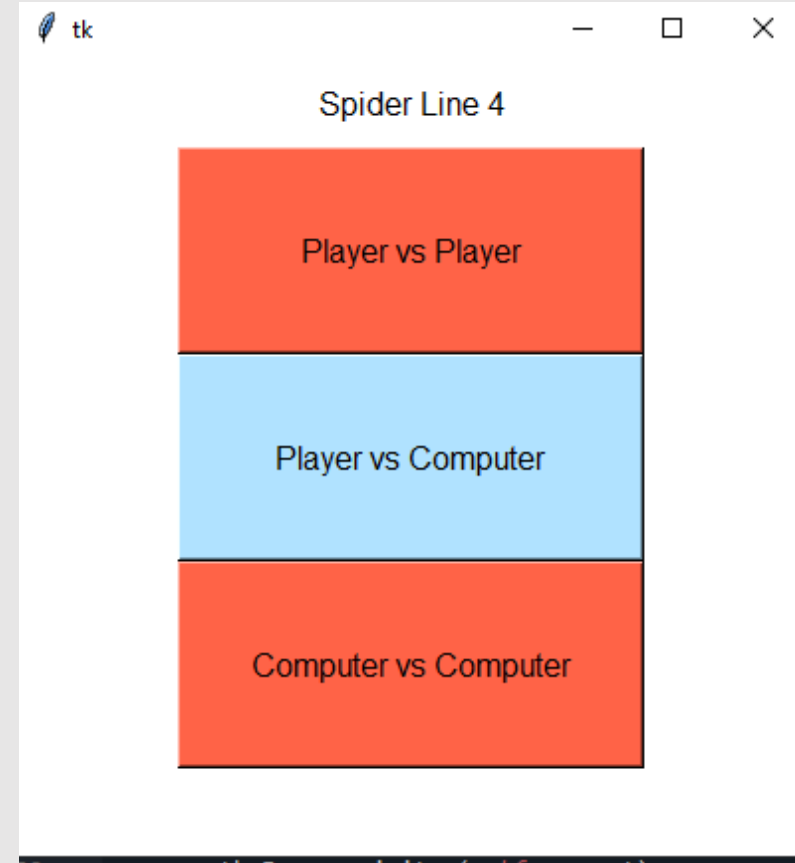 tk
Spider Line 4
Player vs Player
Player vs Computer
Computer vs Computer